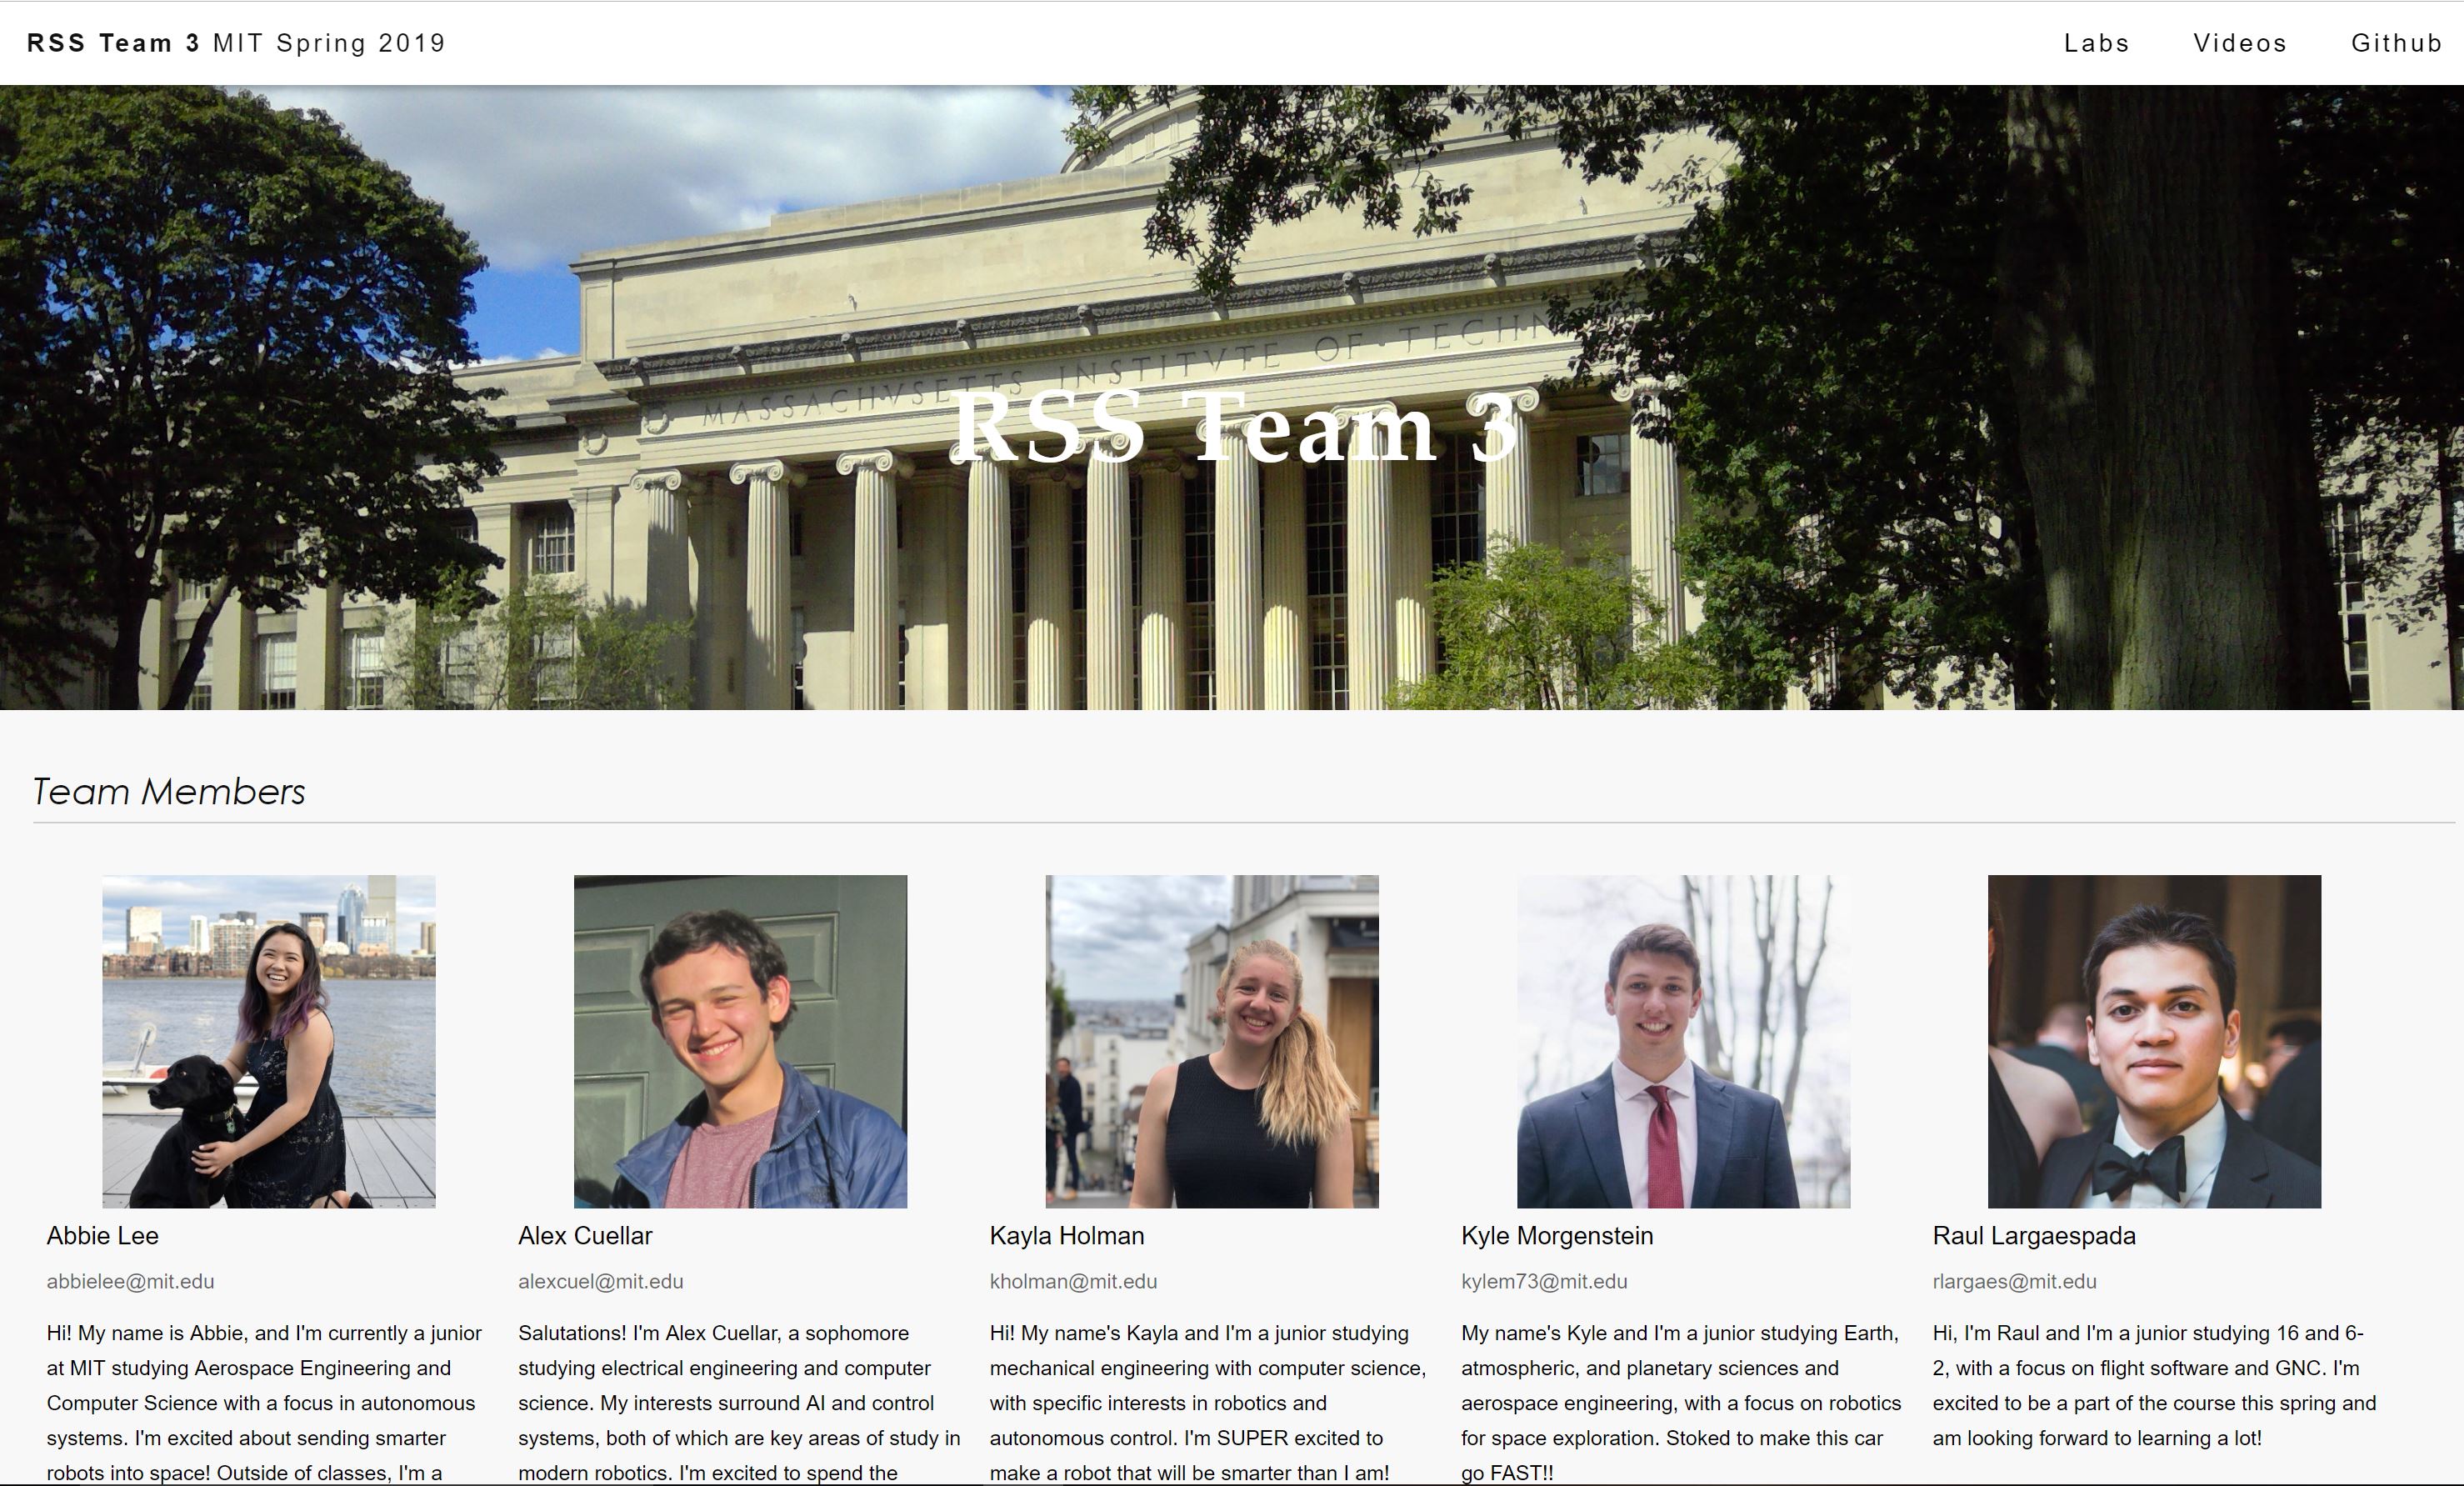 RSS Team 3 MIT Spring 2019
Labs Videos Github
MASSACHVSETTS INSTITVTE OF TECHN
RSS Team 3
Team Members
Abbie Lee
abbielee@mit.edu
Hi! My name is Abbie, and I'm currently a junior
at MIT studying Aerospace Engineering and
Computer Science with a focus in autonomous
systems. I'm excited about sending smarter
robots into space! Outside of classes, I'm a
Alex Cuellar
alexcuel@mit.edu
Salutations! I'm Alex Cuellar, a sophomore
studying electrical engineering and computer
science. My interests surround AI and control
systems, both of which are key areas of study in
modern robotics. I'm excited to spend the
Kayla Holman
kholman@mit.edu
Hi! My name's Kayla and I'm a junior studying
mechanical engineering with computer science,
with specific interests in robotics and
autonomous control. I'm SUPER excited to
make a robot that will be smarter than I am!
Kyle Morgenstein
kylem73@mit.edu
My name's Kyle and I'm a junior studying Earth,
atmospheric, and planetary sciences and
aerospace engineering, with a focus on robotics
for space exploration. Stoked to make this car
go FAST!!
Raul Largaespada
rlargaes@mit.edu
Hi, I'm Raul and I'm a junior studying 16 and 6-
2, with a focus on flight software and GNC. I'm
excited to be a part of the course this spring and
am looking forward to learning a lot!